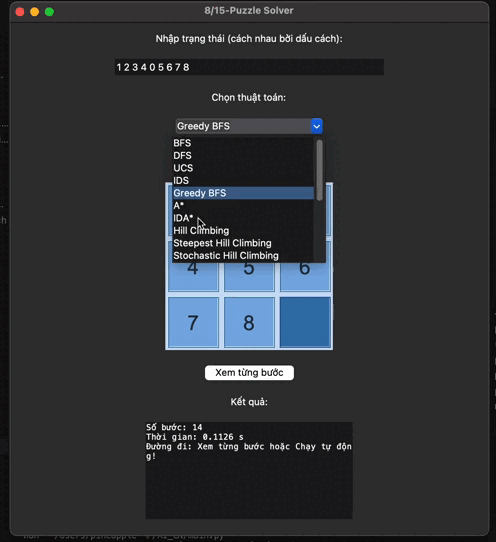 8/15-Puzzle Solver
Nhập trạng thái (cách nhau bởi dấu cách):
1 2 3 4 0 5 6 7 8
Chọn thuật toán:
Greedy BFS
BFS
DFS
UCS
IDS
Greedy BFS
A*
IDA*
Hill Climbing
Steepest Hill Climbing
Stochastic Hill Climbing
4 5 6
7 8
Xem từng bước
Kết quả:
Số bước: 14
Thời gian: 0.1126 s
Đường đi: Xem từng bước hoặc Chạy tự độn
g!